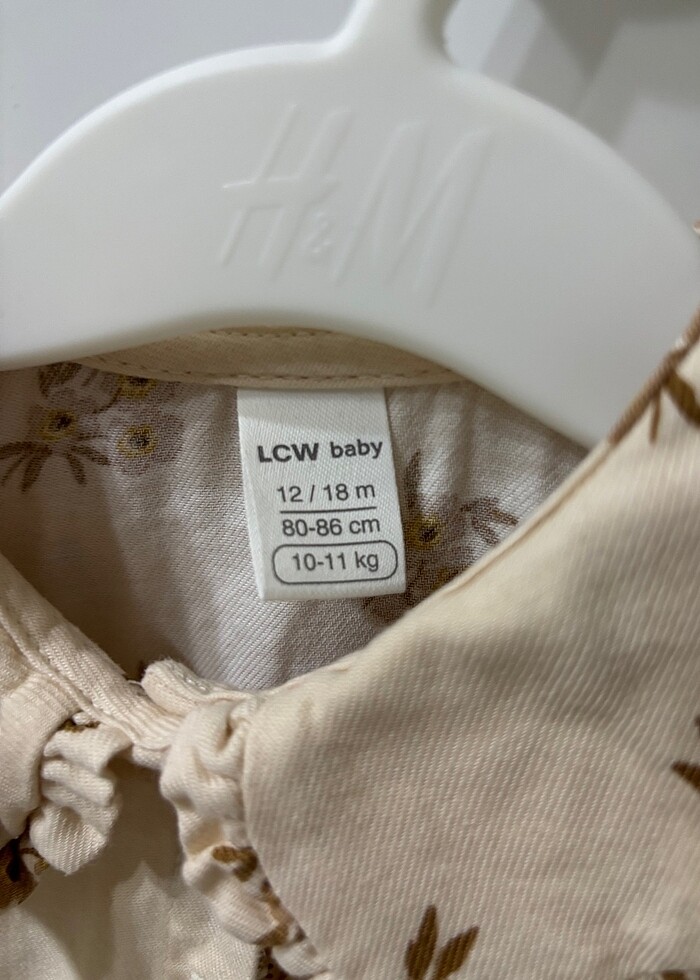 H&M
LCW baby
12 / 18 m
80-86 cm
10-11 kg